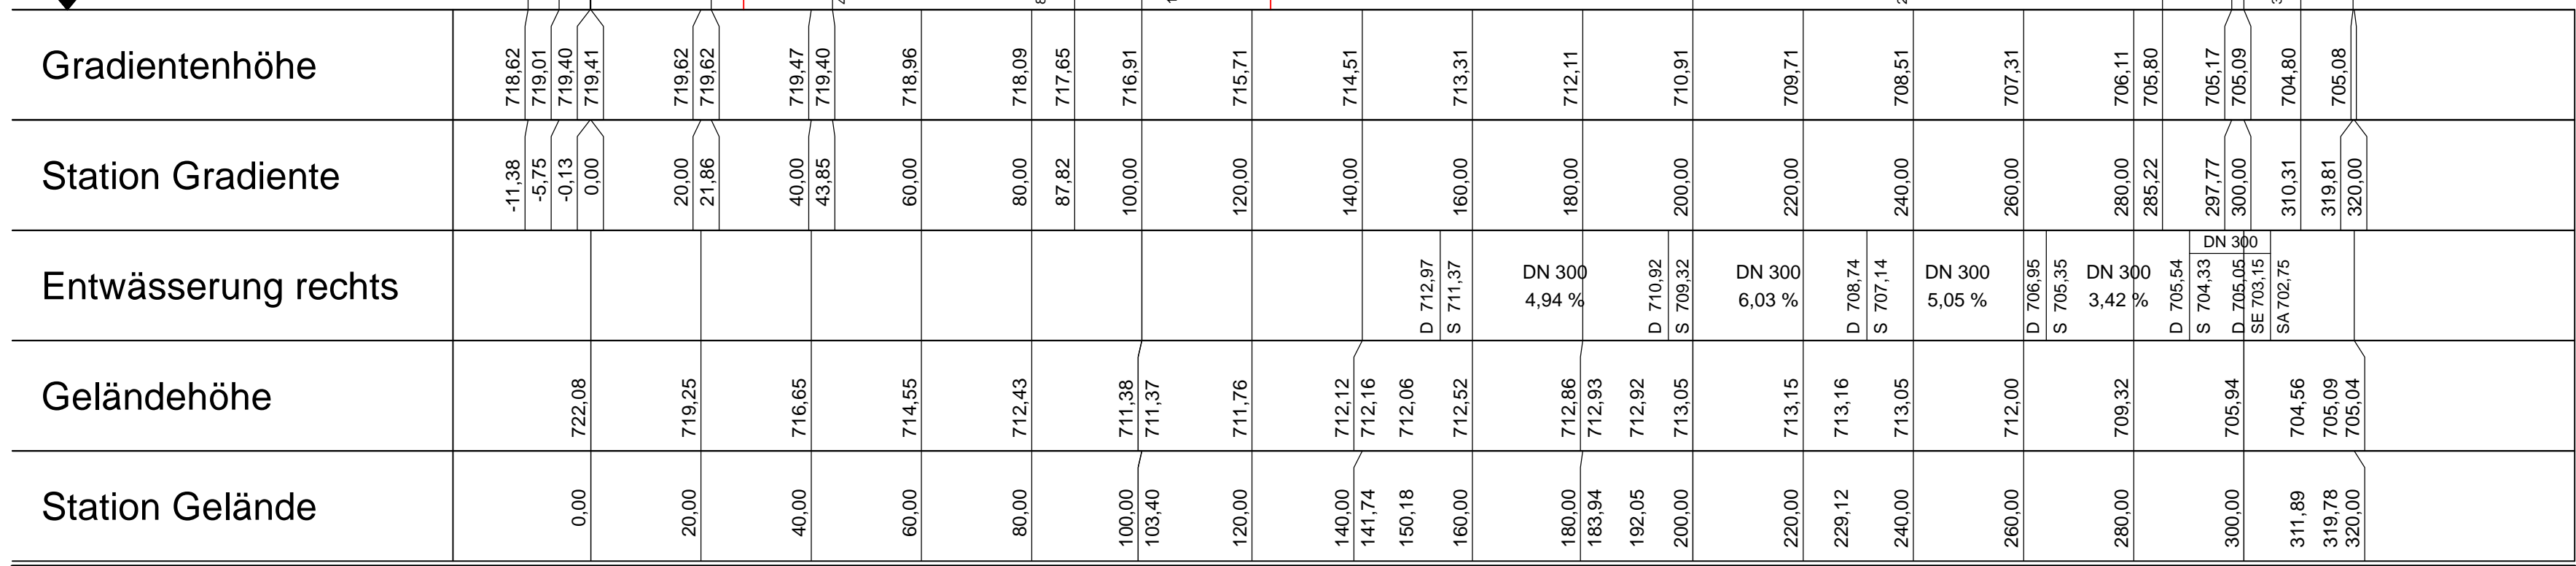 Gradientenhöhe 718,62 719,01 719,40 719,41 719,62 719,62 719,47 719,40 718,96 718,09 717,65 716,91 715,71 714,51 713,31 712,11 710,91 709,71 708,51 707,31 706,11 705,80 705,17 705,09 704,80 705,08
Station Gradiente -11,38 -5,75 -0,13 0,00 20,00 21,86 40,00 43,85 60,00 80,00 87,82 100,00 120,00 140,00 160,00 180,00 200,00 220,00 240,00 260,00 280,00 285,22 297,77 300,00 310,31 319,81 320,00
Entwässerung rechts
D 712,97
S 711,37
DN 300
4,94 %
D 710,92
S 709,32
DN 300
6,03 %
D 708,74
S 707,14
DN 300
5,05 %
D 706,95
S 705,35
DN 300
3,42 %
D 705,54
S 704,33
DN 300
D 705,05
SE 703,15
SA 702,75
Geländehöhe 722,08 719,25 716,65 714,55 712,43 711,38 711,37 711,76 712,12 712,16 712,06 712,52 712,86 712,93 712,92 713,05 713,15 713,16 713,05 712,00 709,32 705,94 704,56 705,09 705,04
Station Gelände 0,00 20,00 40,00 60,00 80,00 100,00 103,40 120,00 140,00 141,74 150,18 160,00 180,00 183,94 192,05 200,00 220,00 229,12 240,00 260,00 280,00 300,00 311,89 319,78 320,00